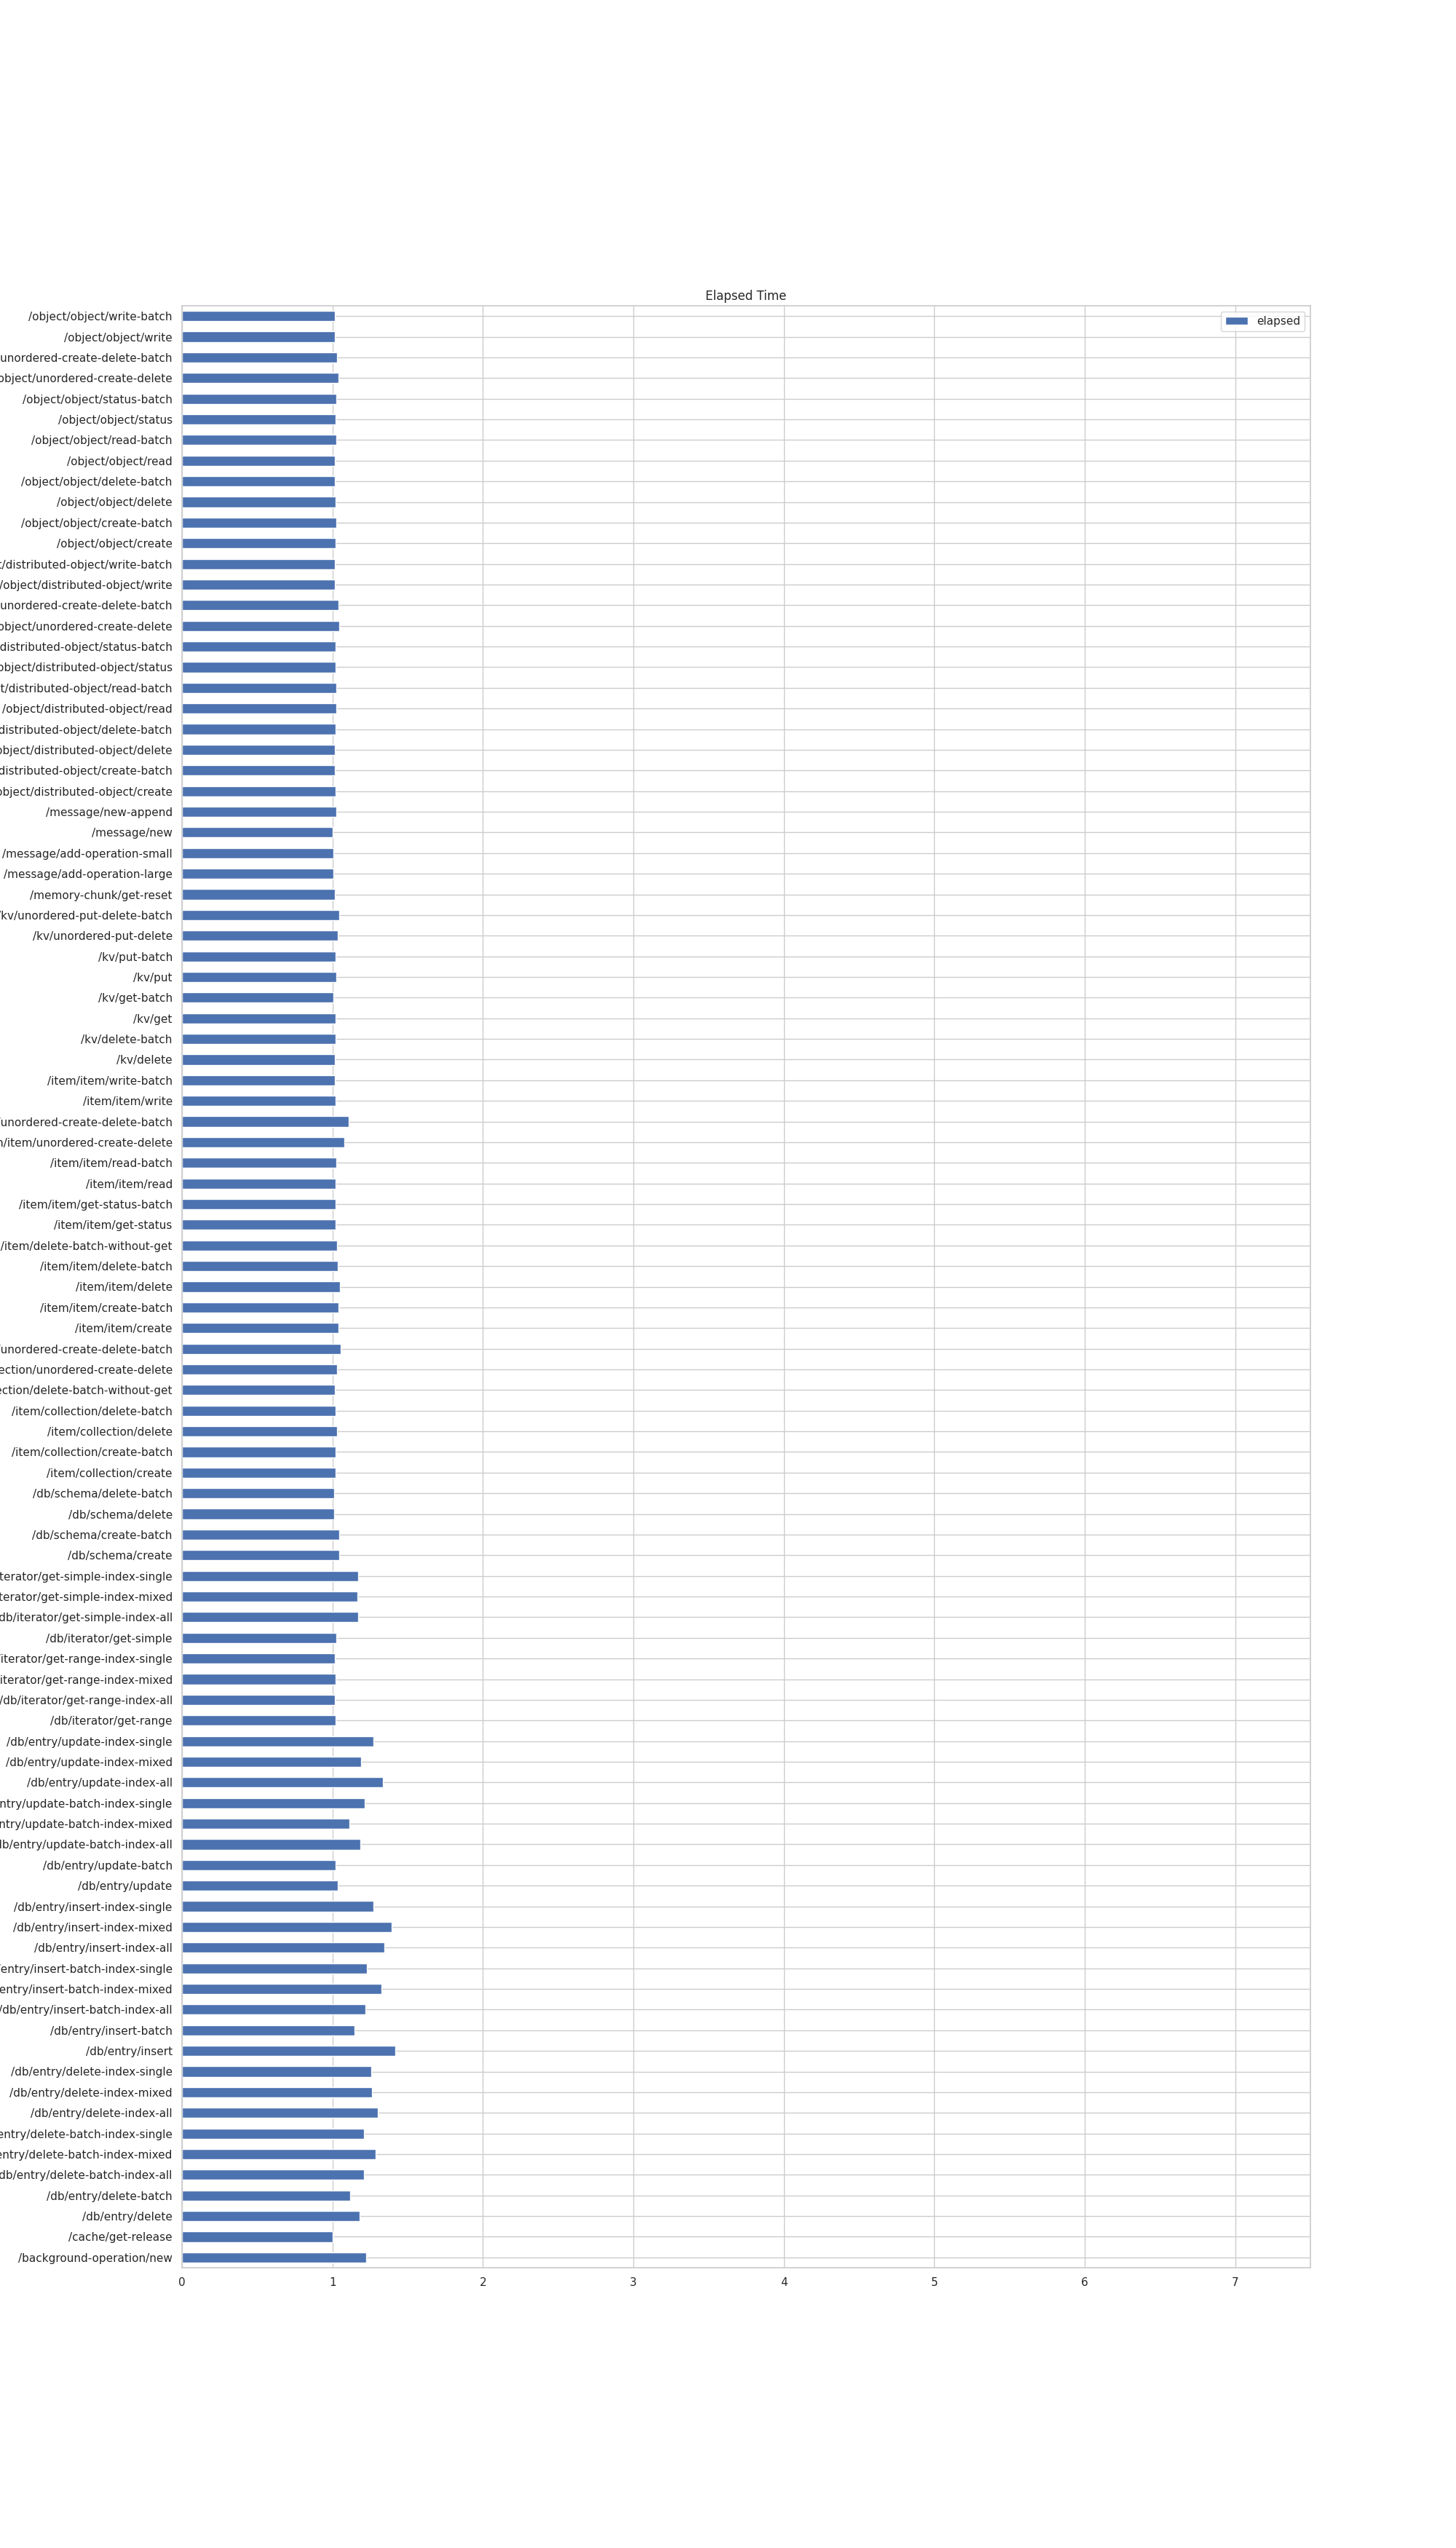 Elapsed Time
elapsed
/object/object/write-batch
/object/object/write
unordered-create-delete-batch
object/unordered-create-delete
/object/object/status-batch
/object/object/status
/object/object/read-batch
/object/object/read
/object/object/delete-batch
/object/object/delete
/object/object/create-batch
/object/object/create
t/distributed-object/write-batch
/object/distributed-object/write
unordered-create-delete-batch
object/unordered-create-delete
distributed-object/status-batch
object/distributed-object/status
t/distributed-object/read-batch
/object/distributed-object/read
distributed-object/delete-batch
object/distributed-object/delete
distributed-object/create-batch
object/distributed-object/create
/message/new-append
/message/new
/message/add-operation-small
/message/add-operation-large
/memory-chunk/get-reset
/kv/unordered-put-delete-batch
/kv/unordered-put-delete
/kv/put-batch
/kv/put
/kv/get-batch
/kv/get
/kv/delete-batch
/kv/delete
/item/item/write-batch
/item/item/write
/unordered-create-delete-batch
m/item/unordered-create-delete
/item/item/read-batch
/item/item/read
/item/item/get-status-batch
/item/item/get-status
/item/delete-batch-without-get
/item/item/delete-batch
/item/item/delete
/item/item/create-batch
/item/item/create
/unordered-create-delete-batch
ection/unordered-create-delete
ection/delete-batch-without-get
/item/collection/delete-batch
/item/collection/delete
/item/collection/create-batch
/item/collection/create
/db/schema/delete-batch
/db/schema/delete
/db/schema/create-batch
/db/schema/create
iterator/get-simple-index-single
iterator/get-simple-index-mixed
db/iterator/get-simple-index-all
/db/iterator/get-simple
/iterator/get-range-index-single
iterator/get-range-index-mixed
/db/iterator/get-range-index-all
/db/iterator/get-range
/db/entry/update-index-single
/db/entry/update-index-mixed
/db/entry/update-index-all
entry/update-batch-index-single
entry/update-batch-index-mixed
db/entry/update-batch-index-all
/db/entry/update-batch
/db/entry/update
/db/entry/insert-index-single
/db/entry/insert-index-mixed
/db/entry/insert-index-all
/entry/insert-batch-index-single
entry/insert-batch-index-mixed
/db/entry/insert-batch-index-all
/db/entry/insert-batch
/db/entry/insert
/db/entry/delete-index-single
/db/entry/delete-index-mixed
/db/entry/delete-index-all
entry/delete-batch-index-single
entry/delete-batch-index-mixed
db/entry/delete-batch-index-all
/db/entry/delete-batch
/db/entry/delete
/cache/get-release
/background-operation/new
0 1 2 3 4 5 6 7